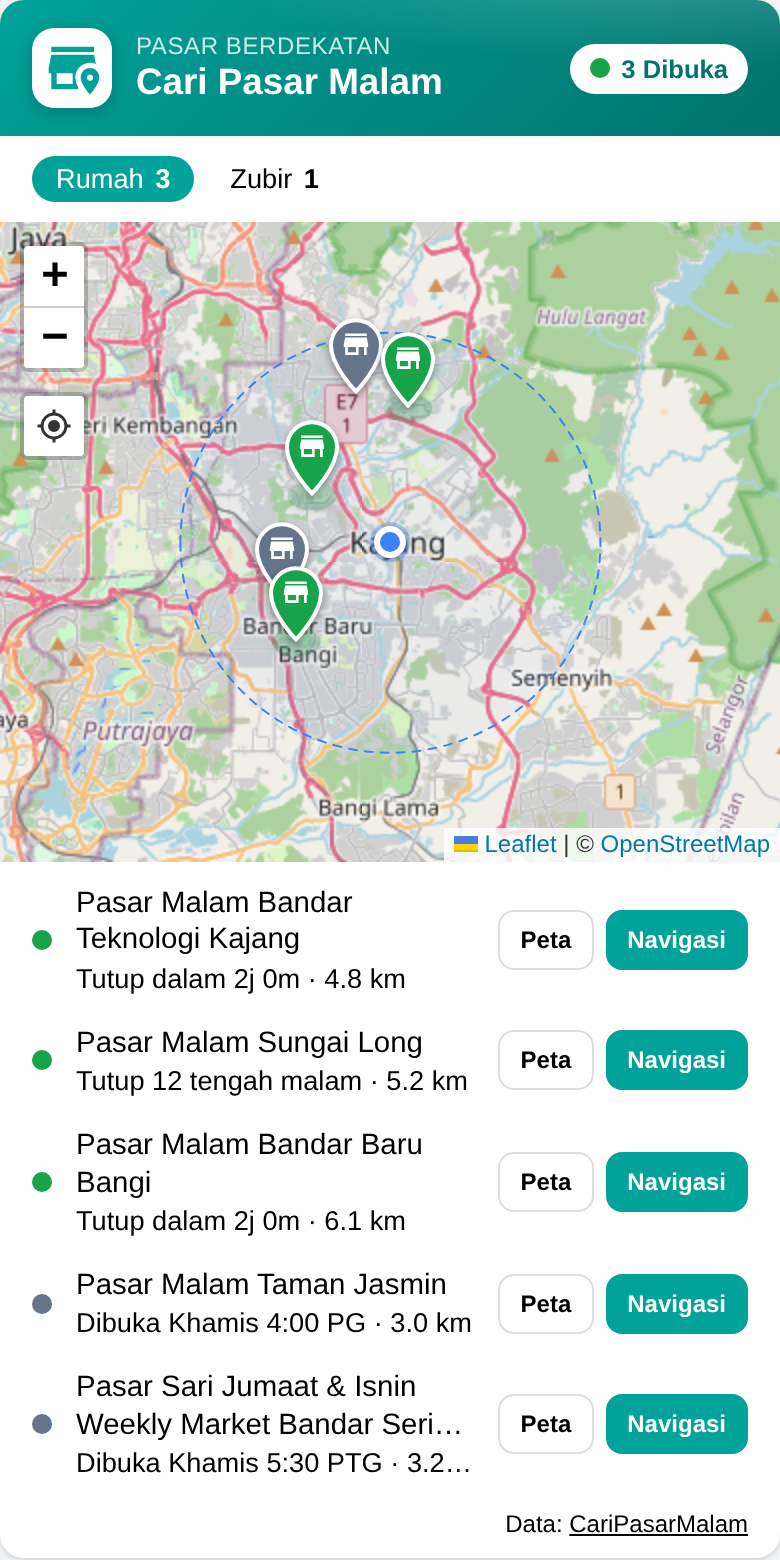 PASAR BERDEKATAN
Cari Pasar Malam
3 Dibuka
Rumah 3
Zubir 1
Jaya
+
−
Hulu Langat
E7
1
eri Kembangan
Bandar Baru
Bangi
Semenyih
Selangor
aya
Putrajaya
1
Bangi Lama
bilan
Leaflet | © OpenStreetMap
Pasar Malam Bandar
Teknologi Kajang
Tutup dalam 2j 0m · 4.8 km
Peta
Navigasi
Pasar Malam Sungai Long
Tutup 12 tengah malam · 5.2 km
Peta
Navigasi
Pasar Malam Bandar Baru
Bangi
Tutup dalam 2j 0m · 6.1 km
Peta
Navigasi
Pasar Malam Taman Jasmin
Dibuka Khamis 4:00 PG · 3.0 km
Peta
Navigasi
Pasar Sari Jumaat & Isnin
Weekly Market Bandar Seri…
Dibuka Khamis 5:30 PTG · 3.2…
Peta
Navigasi
Data: CariPasarMalam